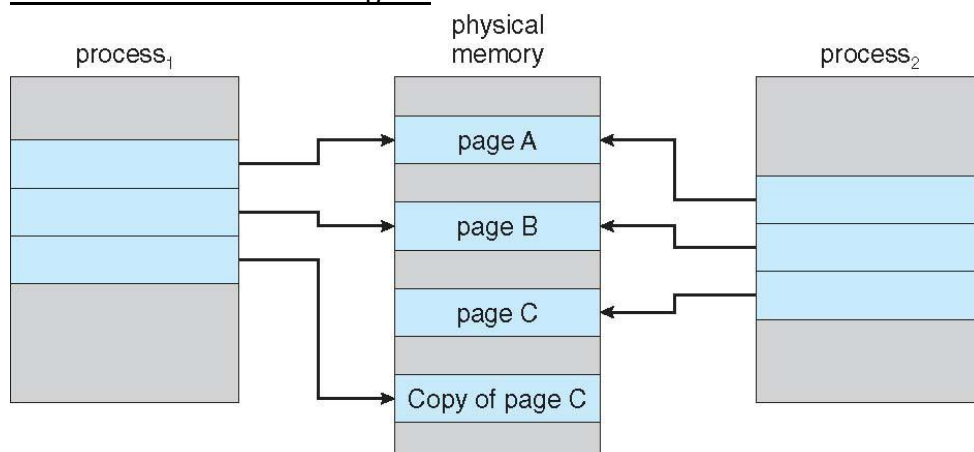 physical
process₁ memory process₂
page A
page B
page C
Copy of page C